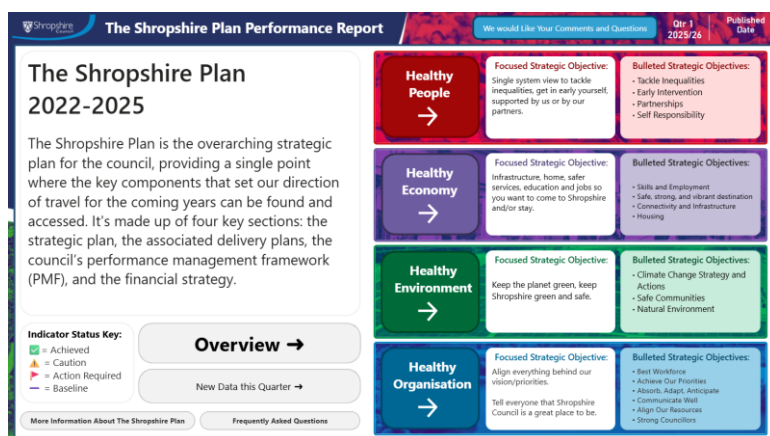 Shropshire
Council
The Shropshire Plan Performance Report
We would Like Your Comments and Questions
Qtr 1
2025/26
Published
Date
The Shropshire Plan
2022-2025
The Shropshire Plan is the overarching strategic
plan for the council, providing a single point
where the key components that set our direction
of travel for the coming years can be found and
accessed. It's made up of four key sections: the
strategic plan, the associated delivery plans, the
council's performance management framework
(PMF), and the financial strategy.
Indicator Status Key:
✅ = Achieved
⚠ = Caution
🚩 = Action Required
— = Baseline
Overview →
New Data this Quarter →
More Information About The Shropshire Plan
Frequently Asked Questions
Healthy
People
→
Focused Strategic Objective:
Single system view to tackle
inequalities, get in early yourself,
supported by us or by our
partners.
Bulleted Strategic Objectives:
• Tackle Inequalities
• Early Intervention
• Partnerships
• Self Responsibility
Healthy
Economy
→
Focused Strategic Objective:
Infrastructure, home, safer
services, education and jobs so
you want to come to Shropshire
and/or stay.
Bulleted Strategic Objectives:
• Skills and Employment
• Safe, strong, and vibrant destination
• Connectivity and Infrastructure
• Housing
Healthy
Environment
→
Focused Strategic Objective:
Keep the planet green, keep
Shropshire green and safe.
Bulleted Strategic Objectives:
• Climate Change Strategy and
Actions
• Safe Communities
• Natural Environment
Healthy
Organisation
→
Focused Strategic Objective:
Align everything behind our
vision/priorities.
Tell everyone that Shropshire
Council is a great place to be.
Bulleted Strategic Objectives:
• Best Workforce
• Achieve Our Priorities
• Absorb, Adapt, Anticipate
• Communicate Well
• Align Our Resources
• Strong Councillors